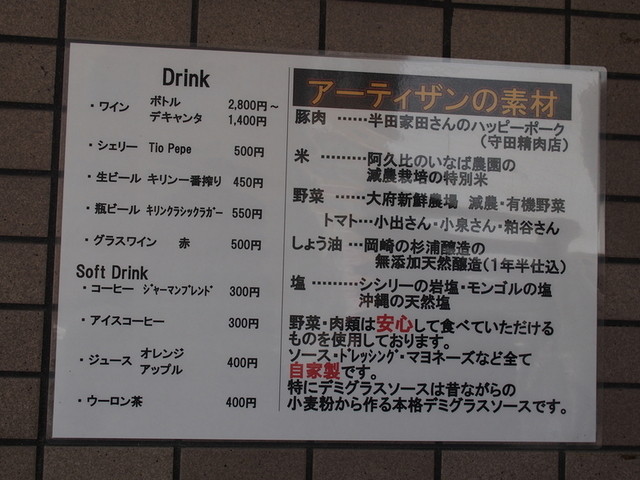 Drink
・ワイン ボトル 2,800円～
デキャンタ 1,400円
・シェリー Tio Pepe 500円
・生ビール キリン一番搾り 450円
・瓶ビール キリンクラシックラガー 550円
・グラスワイン 赤 500円
Soft Drink
・コーヒー ジャーマンブレンド 300円
・アイスコーヒー 300円
・ジュース オレンジ
アップル 400円
・ウーロン茶 400円
アーティザンの素材
豚肉 ……半田家田さんのハッピーポーク
(守田精肉店)
米 ………阿久比のいなば農園の
減農栽培の特別米
野菜 ……大府新鮮農場 減農・有機野菜
トマト…小出さん・小泉さん・粕谷さん
しょう油 …岡崎の杉浦醸造の
無添加天然醸造(1年半仕込)
塩 ………シシリーの岩塩・モンゴルの塩
沖縄の天然塩
野菜・肉類は安心して食べていただける
ものを使用しております。
ソース・ドレッシング・マヨネーズなど全て
自家製です。
特にデミグラスソースは昔ながらの
小麦粉から作る本格デミグラスソースです。